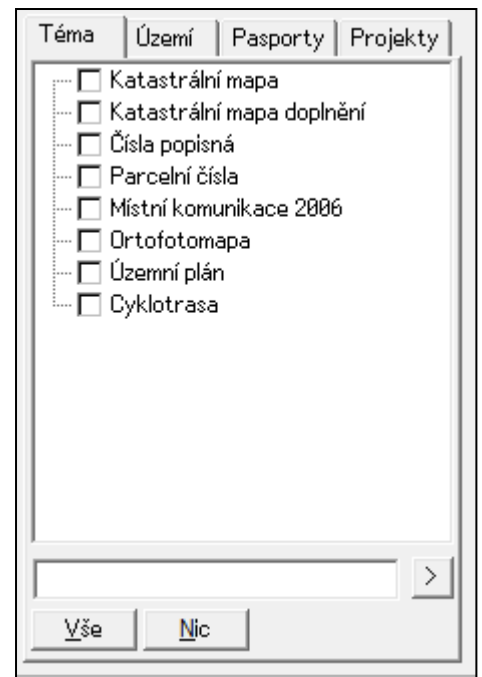 Téma Území Pasporty Projekty
Katastrální mapa
Katastrální mapa doplnění
Čísla popisná
Parcelní čísla
Místní komunikace 2006
Ortofotomapa
Územní plán
Cyklotrasa
>
Vše Nic